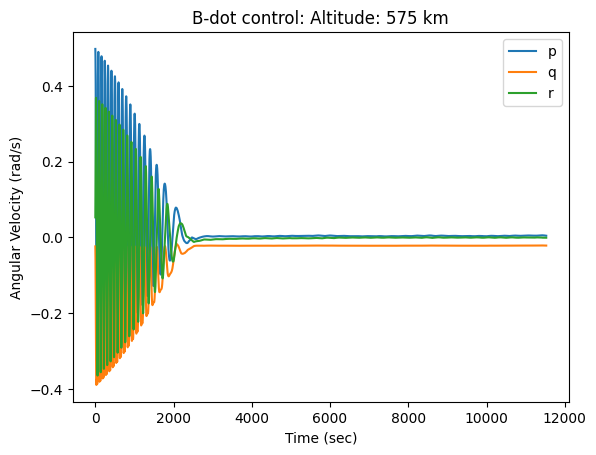 B-dot control: Altitude: 575 km
p
q
r
Angular Velocity (rad/s)
0.4
0.2
0.0
−0.2
−0.4
0 2000 4000 6000 8000 10000 12000
Time (sec)